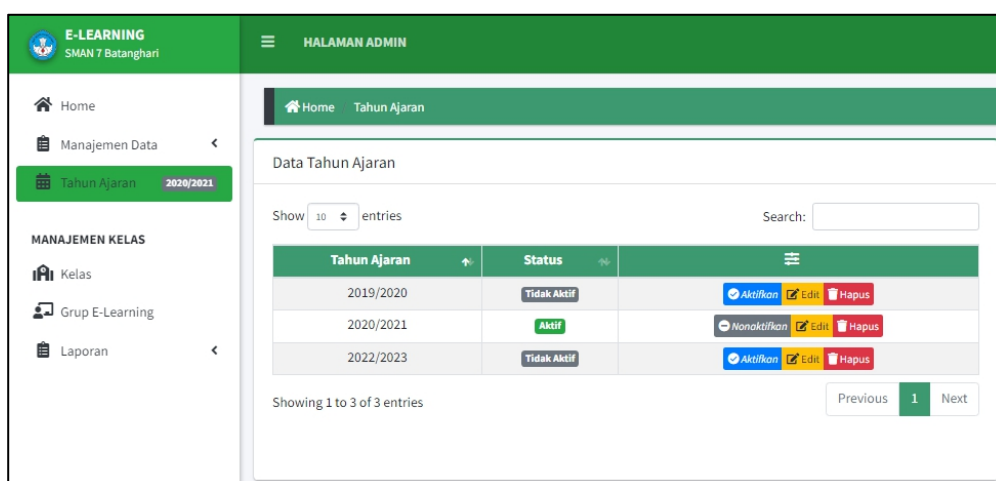 E-LEARNING
SMAN 7 Batanghari
HALAMAN ADMIN
Home
Manajemen Data
Tahun Ajaran 2020/2021
MANAJEMEN KELAS
Kelas
Grup E-Learning
Laporan
Home / Tahun Ajaran
Data Tahun Ajaran
Show 10 entries Search:
Tahun Ajaran Status
2019/2020 Tidak Aktif Aktifkan Edit Hapus
2020/2021 Aktif Nonaktifkan Edit Hapus
2022/2023 Tidak Aktif Aktifkan Edit Hapus
Showing 1 to 3 of 3 entries Previous 1 Next